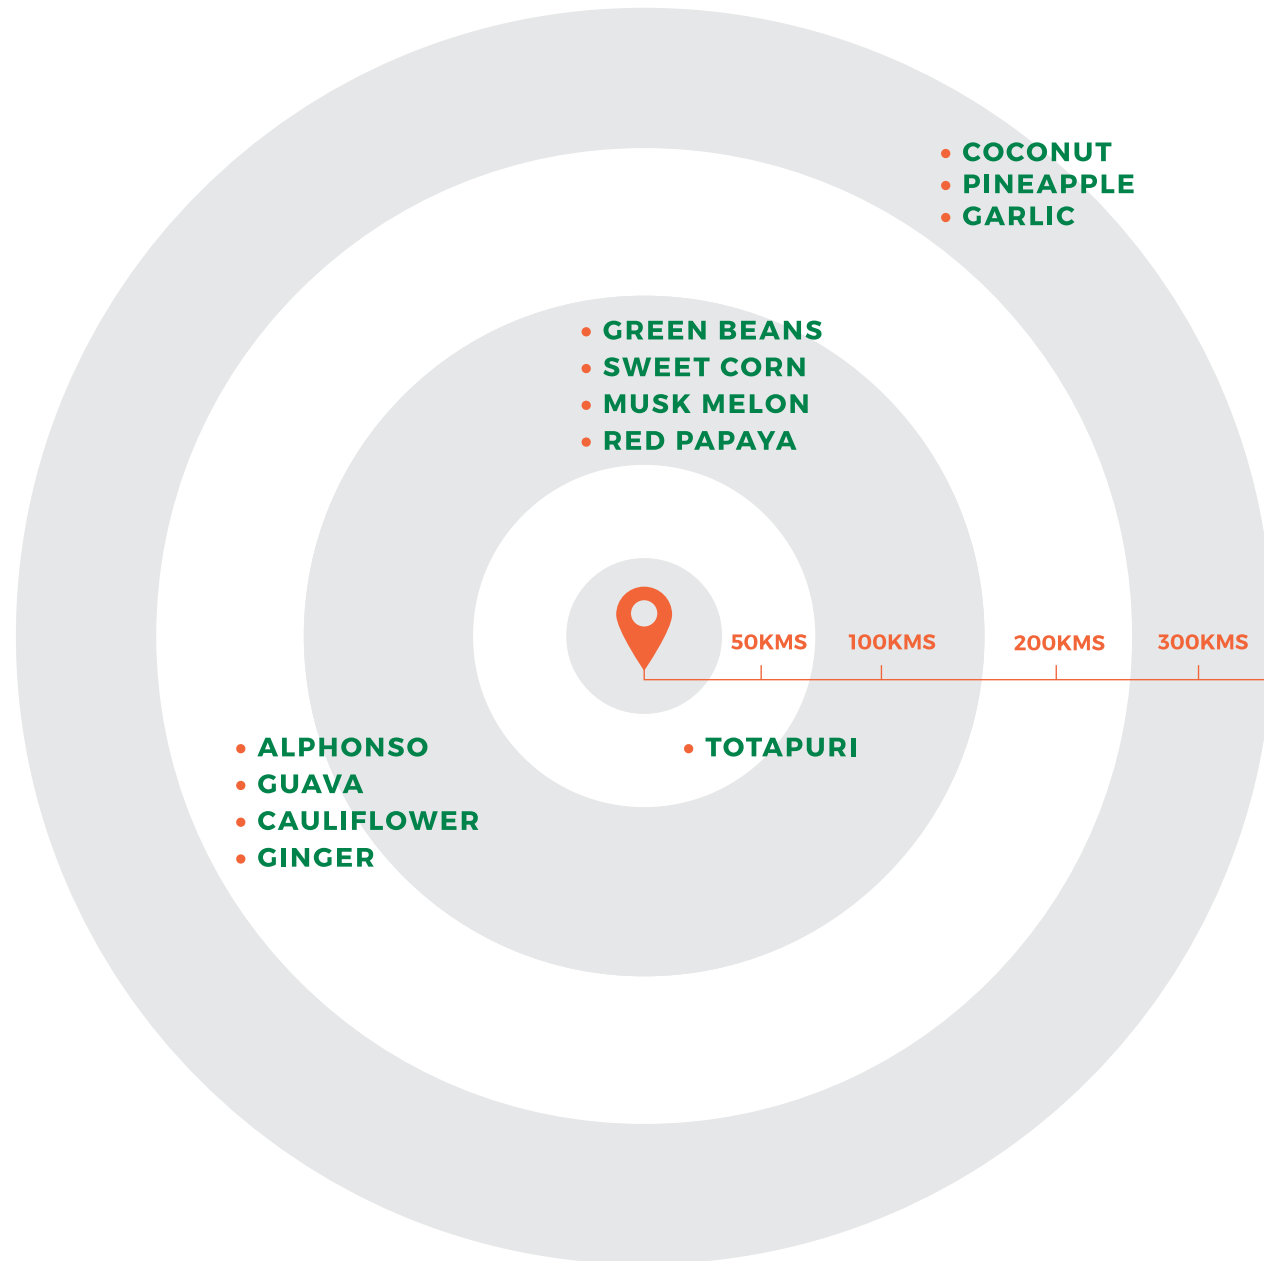 COCONUT
PINEAPPLE
GARLIC
GREEN BEANS
SWEET CORN
MUSK MELON
RED PAPAYA
50KMS
100KMS
200KMS
300KMS
ALPHONSO
GUAVA
CAULIFLOWER
GINGER
TOTAPURI